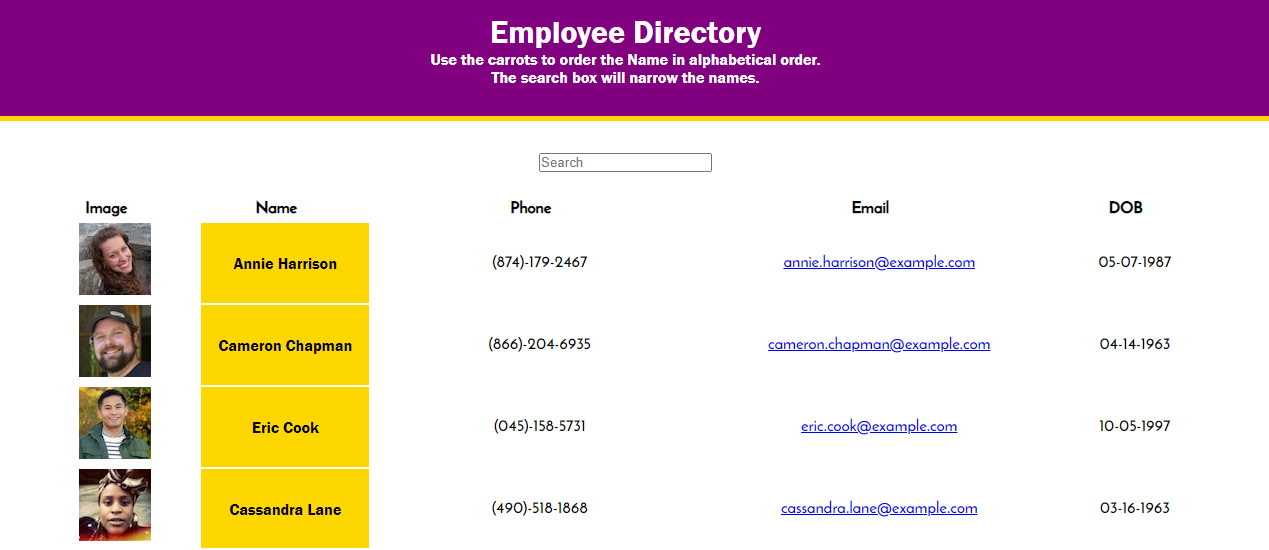 Employee Directory
Use the carrots to order the Name in alphabetical order.
The search box will narrow the names.
Search
Image Name Phone Email DOB
Annie Harrison (874)-179-2467 annie.harrison@example.com 05-07-1987
Cameron Chapman (866)-204-6935 cameron.chapman@example.com 04-14-1963
Eric Cook (045)-158-5731 eric.cook@example.com 10-05-1997
Cassandra Lane (490)-518-1868 cassandra.lane@example.com 03-16-1963